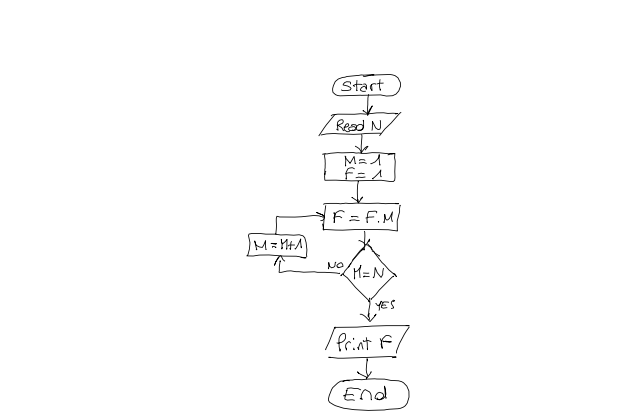 Start
Read N
M=1
F=1
F=F.M
M=M+1
NO
M=N
YES
Print F
End